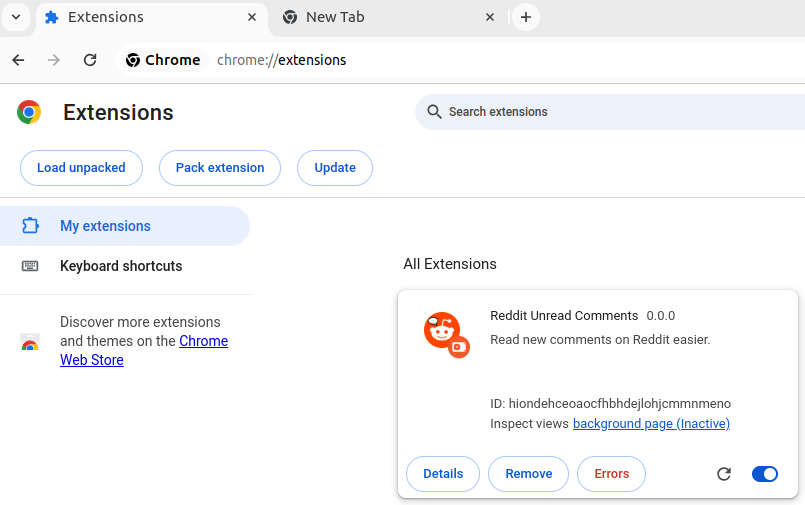 Extensions
New Tab
Chrome
chrome://extensions
Extensions
Search extensions
Load unpacked
Pack extension
Update
My extensions
Keyboard shortcuts
Discover more extensions
and themes on the Chrome
Web Store
All Extensions
Reddit Unread Comments 0.0.0
Read new comments on Reddit easier.
ID: hiondehceoaocfhbhdejlohjcmmnmeno
Inspect views background page (Inactive)
Details
Remove
Errors